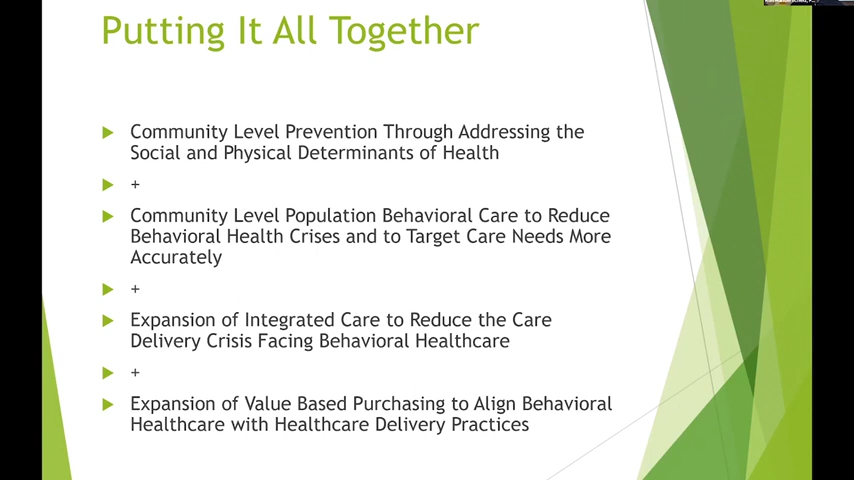 Putting It All Together
Community Level Prevention Through Addressing the
Social and Physical Determinants of Health
+
Community Level Population Behavioral Care to Reduce
Behavioral Health Crises and to Target Care Needs More
Accurately
+
Expansion of Integrated Care to Reduce the Care
Delivery Crisis Facing Behavioral Healthcare
+
Expansion of Value Based Purchasing to Align Behavioral
Healthcare with Healthcare Delivery Practices